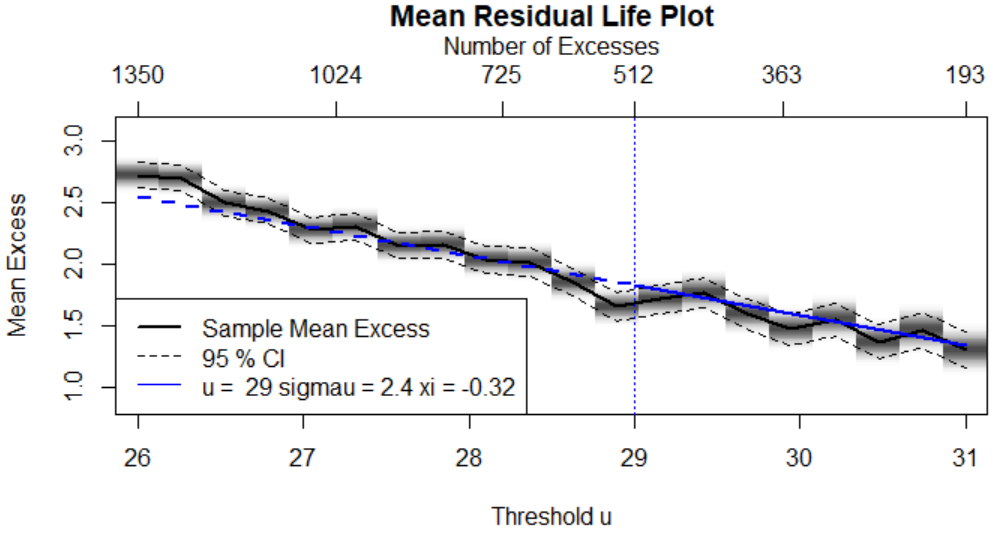 Mean Residual Life Plot
Number of Excesses
1350 1024 725 512 363 193
Mean Excess
3.0
2.5
2.0
1.5
1.0
Sample Mean Excess
95 % CI
u =  29 sigmau = 2.4 xi = -0.32
26 27 28 29 30 31
Threshold u